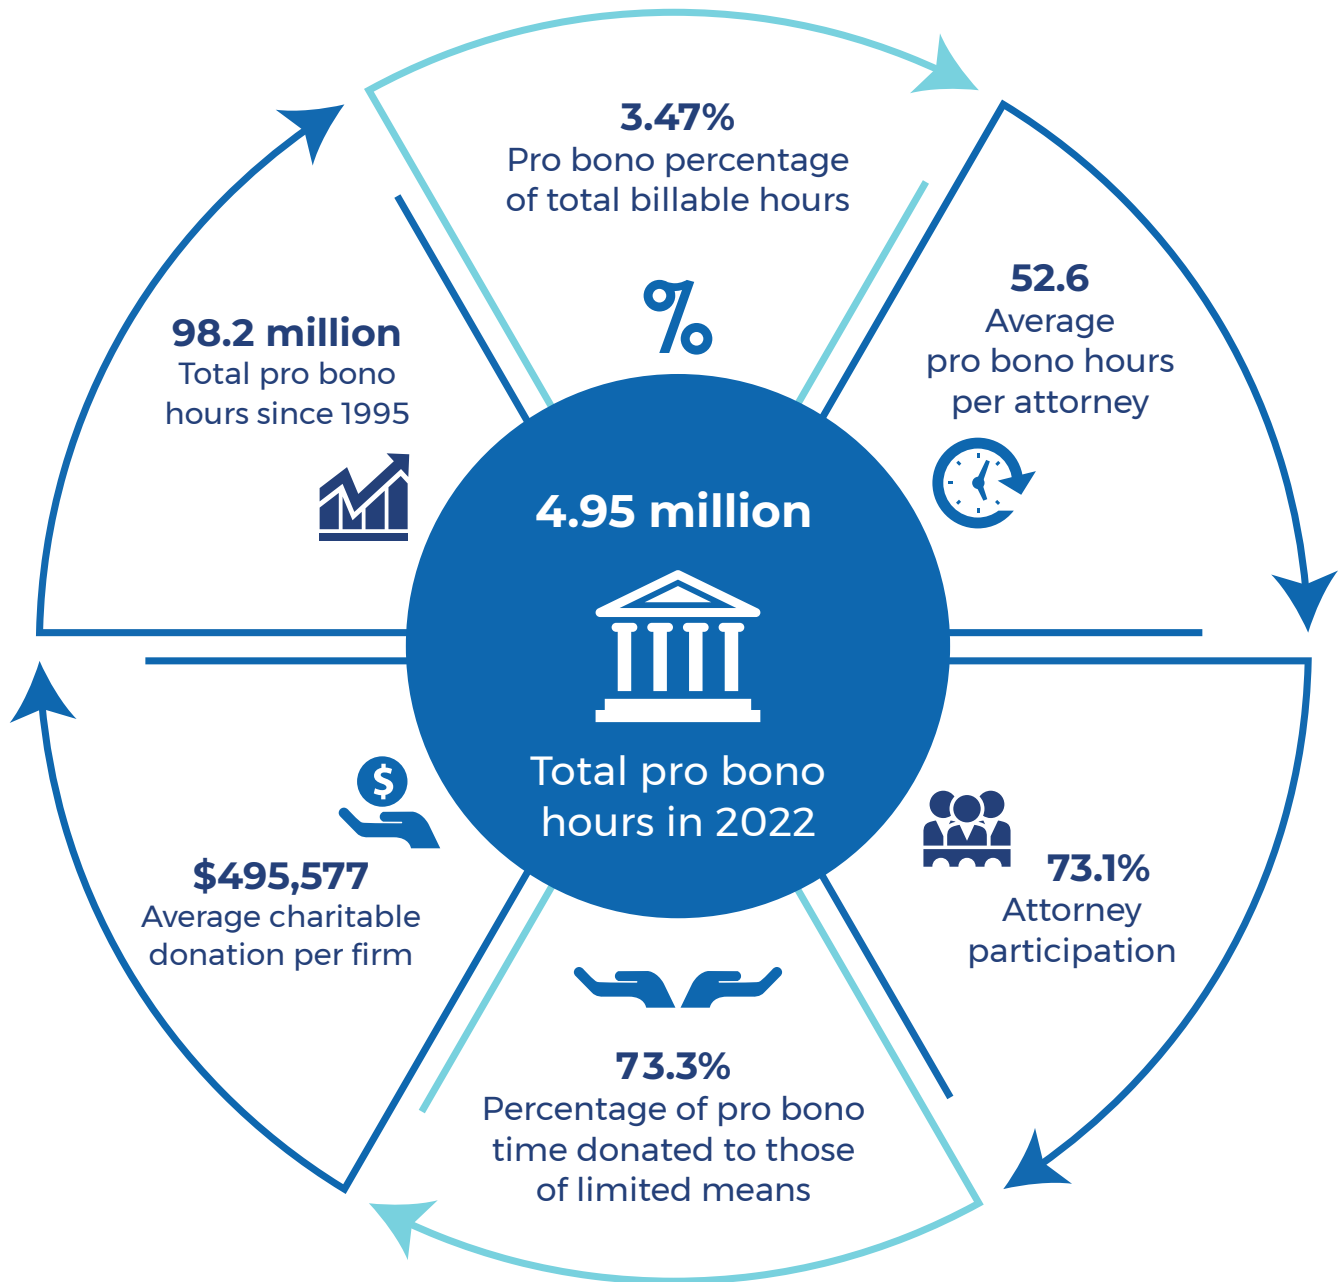 3.47%
Pro bono percentage
of total billable hours
%
52.6
Average
pro bono hours
per attorney
73.1%
Attorney
participation
73.3%
Percentage of pro bono
time donated to those
of limited means
$
$495,577
Average charitable
donation per firm
98.2 million
Total pro bono
hours since 1995
4.95 million
Total pro bono
hours in 2022